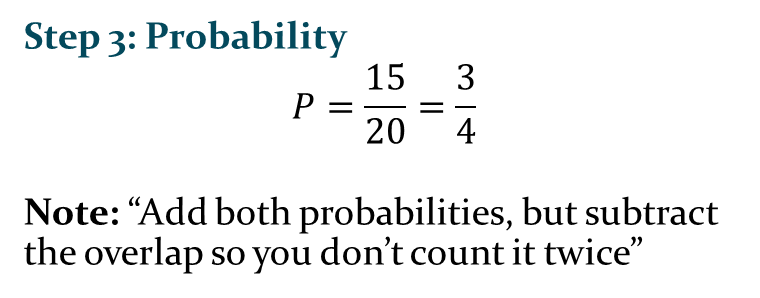 Step 3: Probability
P = 15/20 = 3/4
Note: “Add both probabilities, but subtract
the overlap so you don’t count it twice”